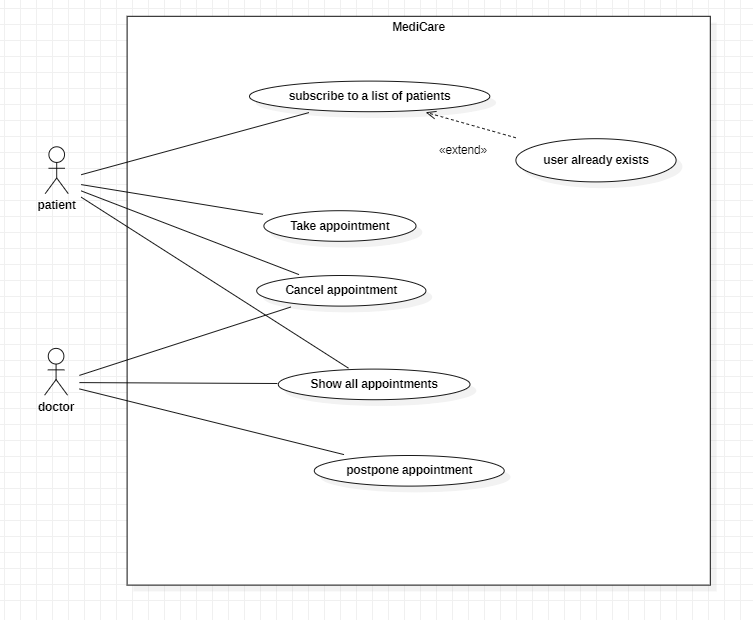 MediCare
subscribe to a list of patients
«extend»
user already exists
patient
Take appointment
Cancel appointment
Show all appointments
doctor
postpone appointment